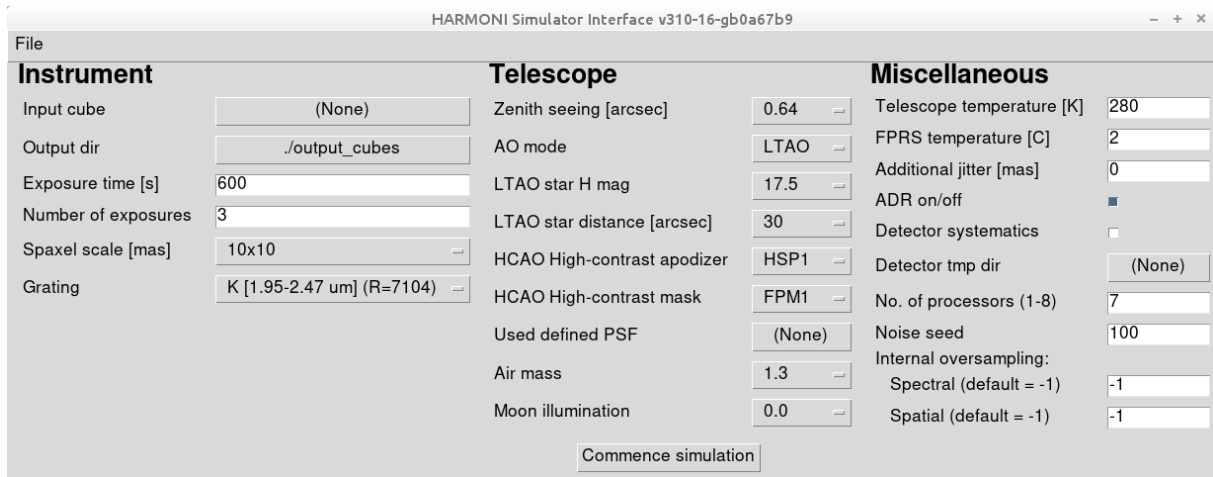 HARMONI Simulator Interface v310-16-gb0a67b9
File
Instrument
Input cube (None)
Output dir ./output_cubes
Exposure time [s] 600
Number of exposures 3
Spaxel scale [mas] 10x10
Grating K [1.95-2.47 um] (R=7104)
Telescope
Zenith seeing [arcsec] 0.64
AO mode LTAO
LTAO star H mag 17.5
LTAO star distance [arcsec] 30
HCAO High-contrast apodizer HSP1
HCAO High-contrast mask FPM1
Used defined PSF (None)
Air mass 1.3
Moon illumination 0.0
Miscellaneous
Telescope temperature [K] 280
FPRS temperature [C] 2
Additional jitter [mas] 0
ADR on/off
Detector systematics
Detector tmp dir (None)
No. of processors (1-8) 7
Noise seed 100
Internal oversampling:
Spectral (default = -1) -1
Spatial (default = -1) -1
Commence simulation